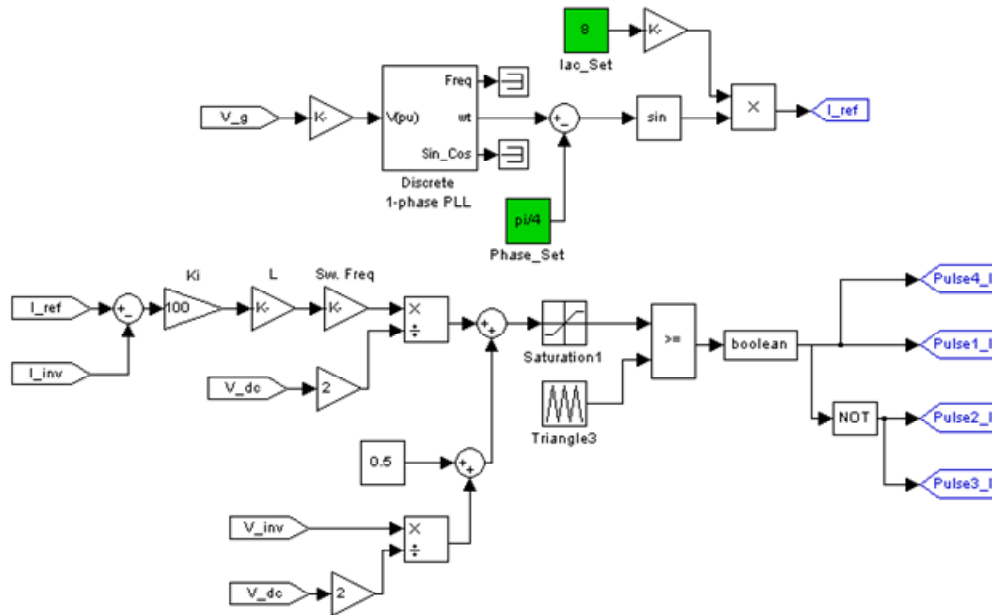 8
K-
Iac_Set
Freq
V_g
K-
V(pu)
wt
+
-
sin
×
I_ref
Sin_Cos
Discrete
1-phase PLL
pi/4
Phase_Set
Ki
L
Sw. Freq
I_ref
+
-
100
K-
K-
×
÷
+
+
Saturation1
>=
boolean
Pulse4_I
Pulse1_I
I_inv
V_dc
2
Triangle3
NOT
Pulse2_I
0.5
+
+
Pulse3_I
V_inv
×
÷
V_dc
2